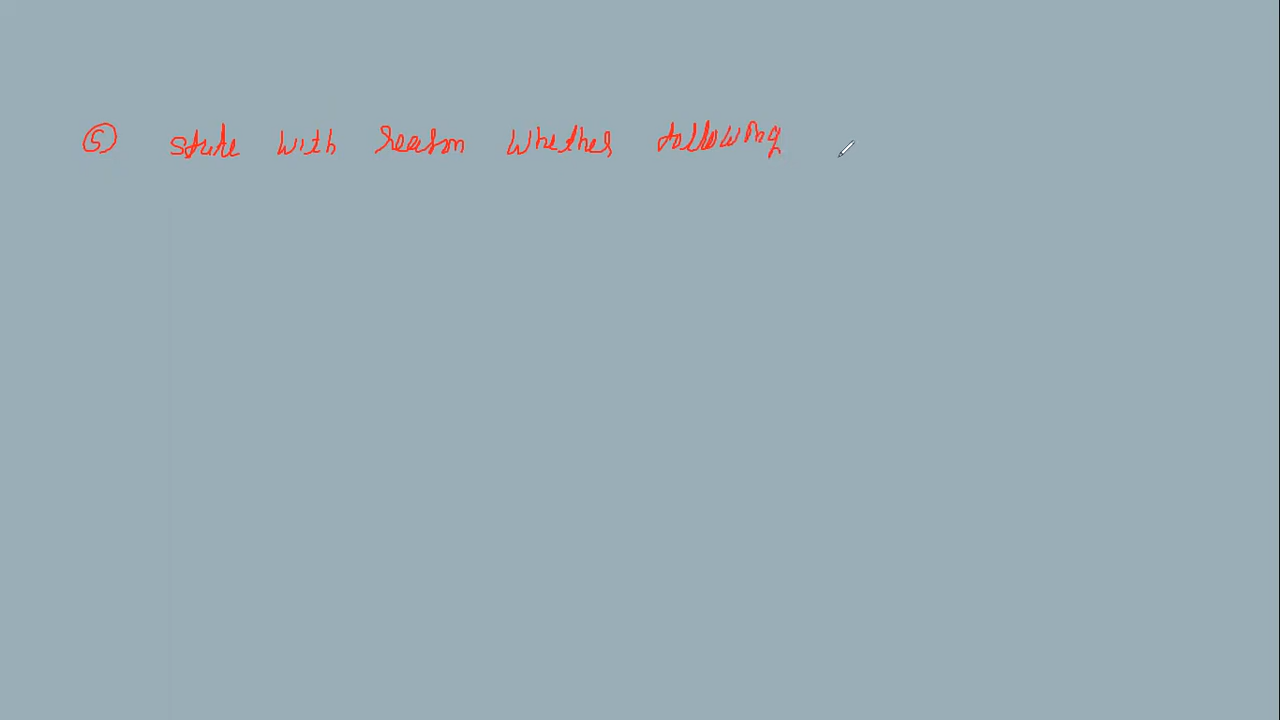 ⑤ state with reason whether following